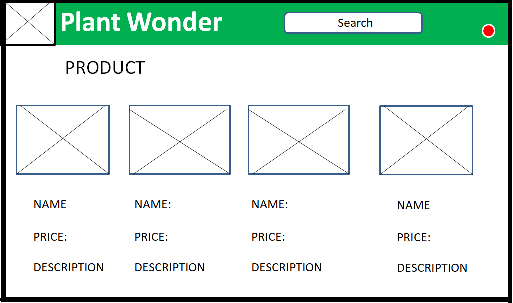 Plant Wonder
Search
PRODUCT
NAME NAME: NAME: NAME
PRICE: PRICE: PRICE: PRICE:
DESCRIPTION DESCRIPTION DESCRIPTION DESCRIPTION